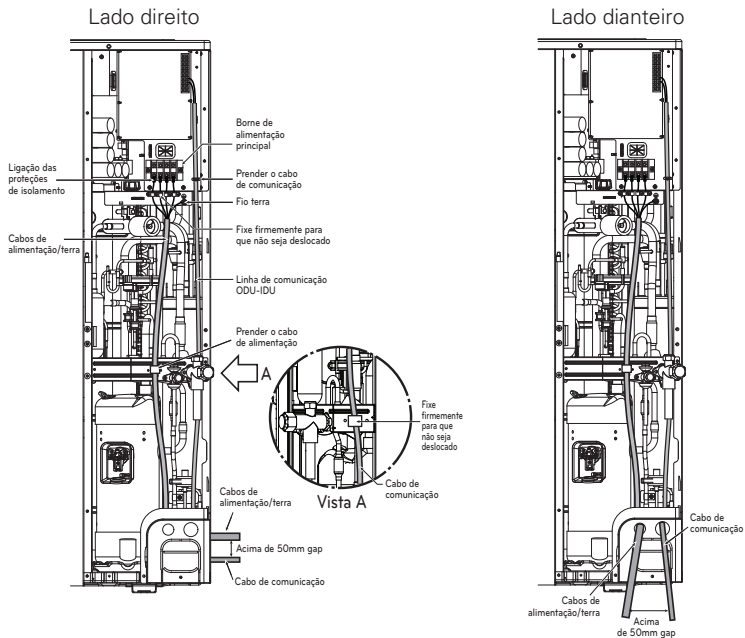 Lado direito
Lado dianteiro
Borne de
alimentação
principal
Ligação das
proteções
de isolamento
Prender o cabo
de comunicação
Fio terra
Fixe firmemente para
que não seja deslocado
Cabos de
alimentação/terra
Linha de comunicação
ODU-IDU
Prender o cabo
de alimentação
A
Fixe
firmemente
para que
não seja
deslocado
Cabo de
comunicação
Vista A
Cabos de
alimentação/terra
Acima de 50mm gap
Cabo de comunicação
Cabo de
comunicação
Cabos de
alimentação/terra
Acima
de 50mm gap